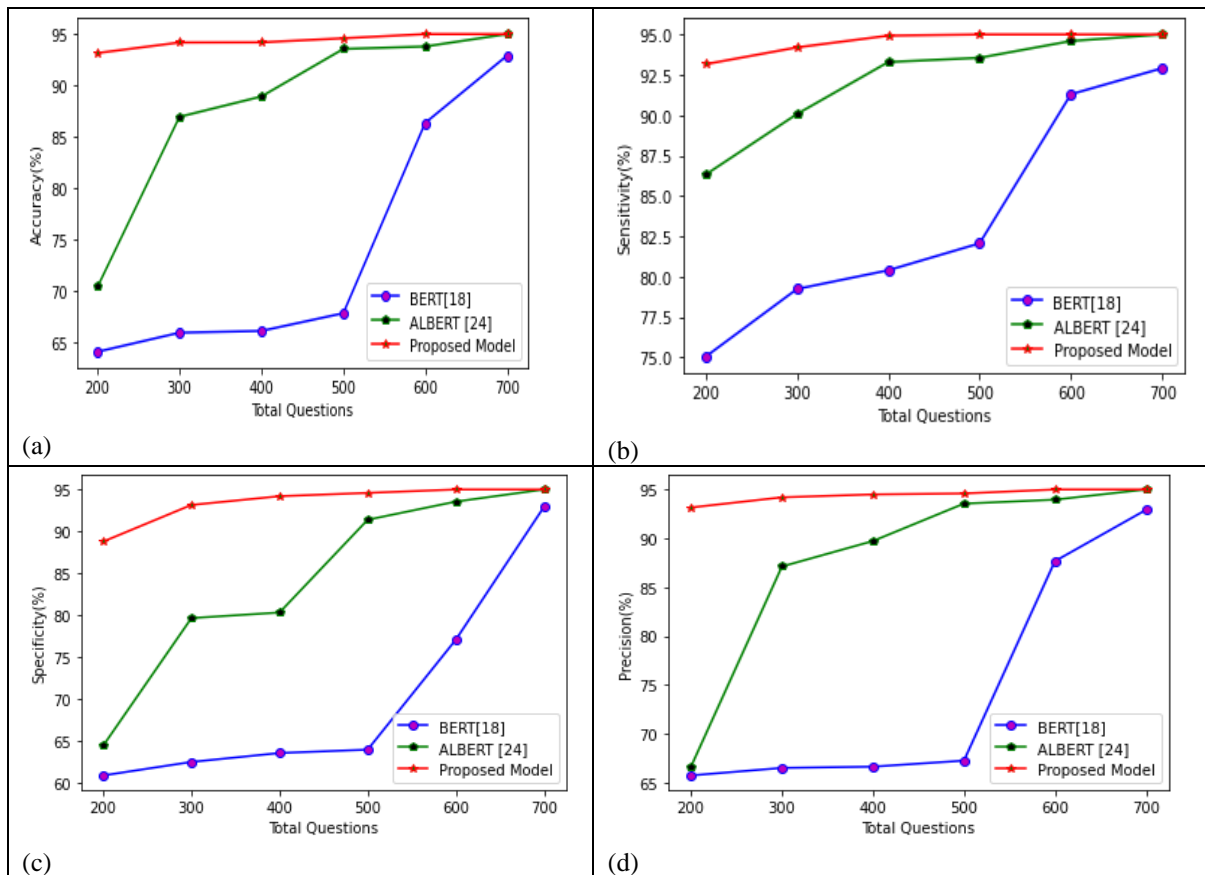 95
90
85
80
75
70
65
Accuracy(%)
BERT[18]
ALBERT [24]
Proposed Model
200 300 400 500 600 700
Total Questions
(a)
95.0
92.5
90.0
87.5
85.0
82.5
80.0
77.5
75.0
Sensitivity(%)
BERT[18]
ALBERT [24]
Proposed Model
200 300 400 500 600 700
Total Questions
(b)
95
90
85
80
75
70
65
60
Specificity(%)
BERT[18]
ALBERT [24]
Proposed Model
200 300 400 500 600 700
Total Questions
(c)
95
90
85
80
75
70
65
Precision(%)
BERT[18]
ALBERT [24]
Proposed Model
200 300 400 500 600 700
Total Questions
(d)